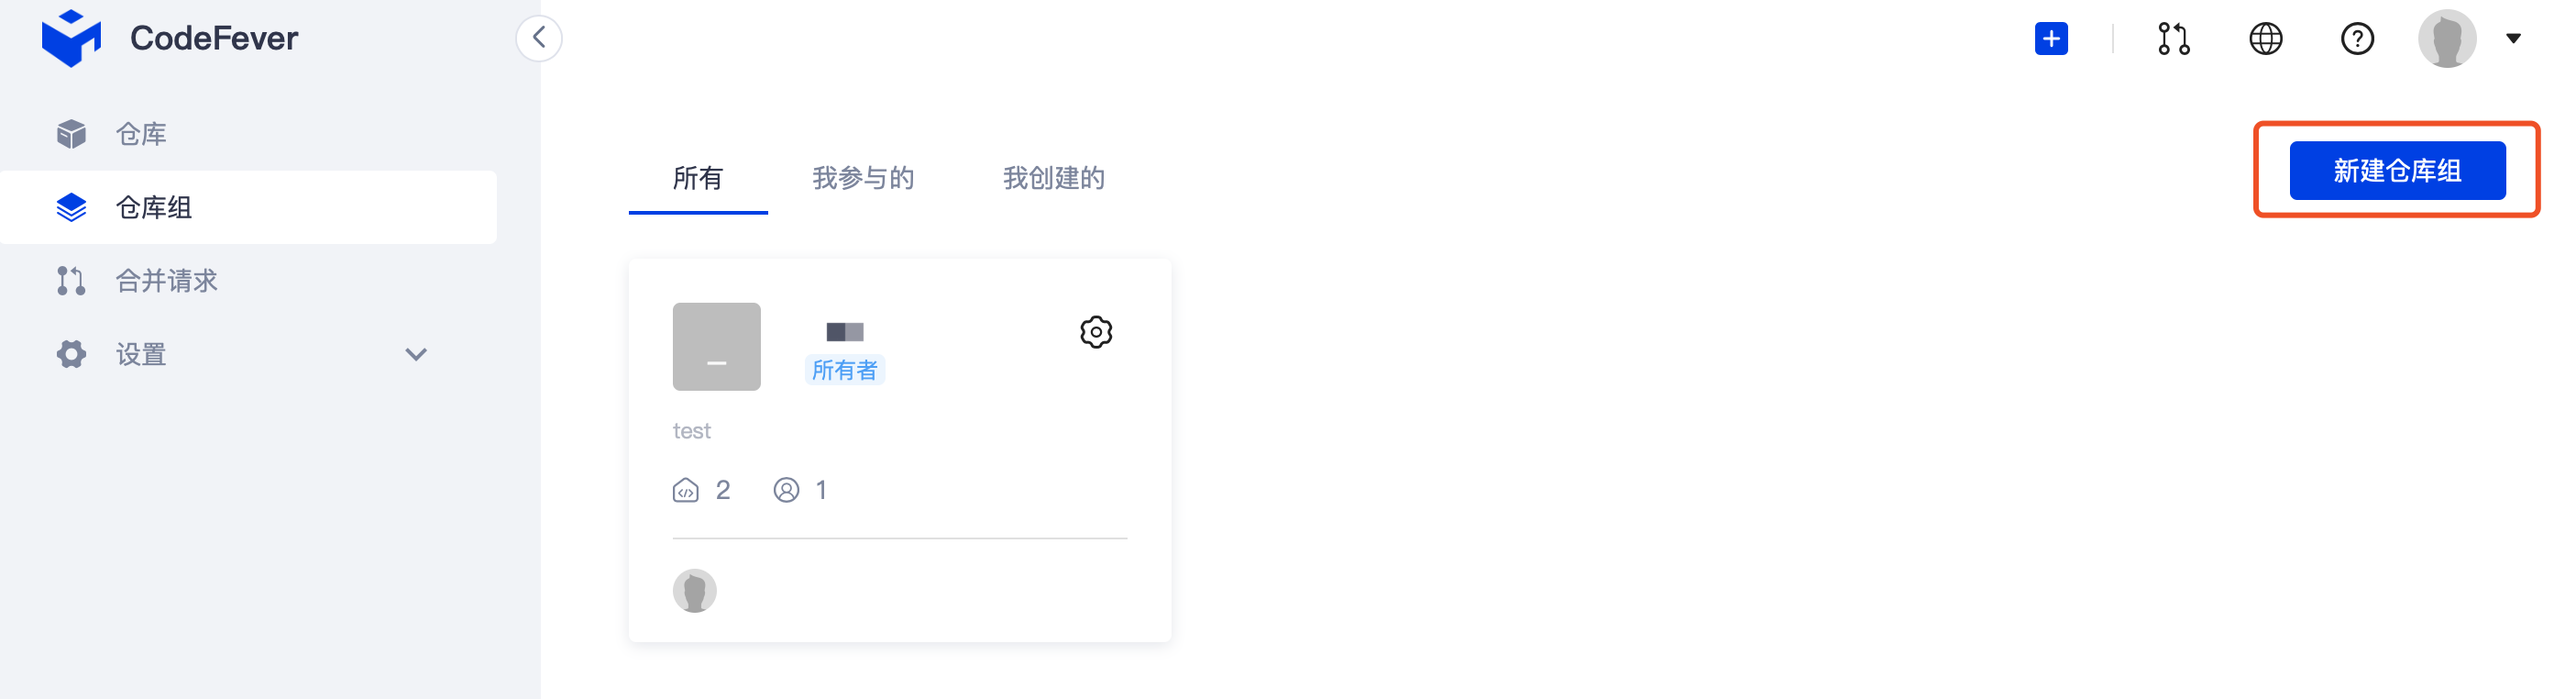 CodeFever
仓库
仓库组
合并请求
设置
所有 我参与的 我创建的
新建仓库组
所有者
test
2 1